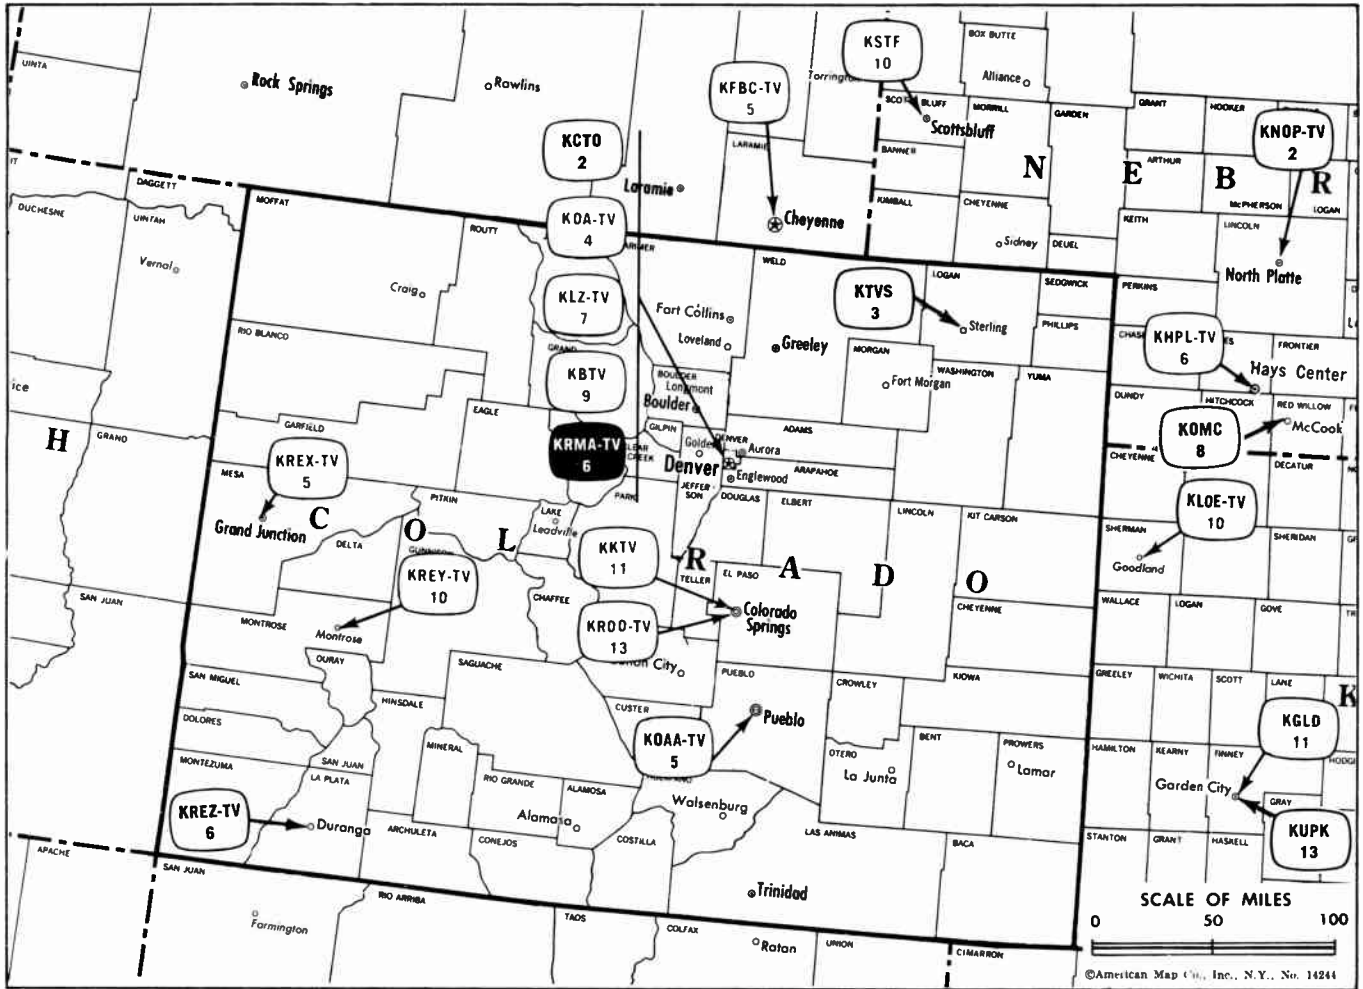 UINTA
Rock Springs
Rawlins
Torrington
KFBC-TV
5
KSTF
10
BOX BUTTE
Alliance
SCOTTS BLUFF
Scottsbluff
MORRILL
GARDEN
GRANT
HOOKER
KNOP-TV
2
KCTO
2
LARAMIE
BANNER
ARTHUR
N E B R
McPHERSON
LOGAN
DAGGETT
MOFFAT
Laramie
Cheyenne
KIMBALL
CHEYENNE
KEITH
LINCOLN
DUCHESNE
UINTAH
ROUTT
KOA-TV
4
LARIMER
Sidney
DEUEL
North Platte
Vernal
Craig
KLZ-TV
7
WELD
KTVS
3
LOGAN
SEDGWICK
PERKINS
Fort Collins
Loveland
Sterling
PHILLIPS
CHASE
KHPL-TV
6
FRONTIER
RIO BLANCO
GRAND
Greeley
MORGAN
WASHINGTON
YUMA
Hays Center
KBTV
9
BOULDER
Longmont
Boulder
Fort Morgan
DUNDY
HITCHCOCK
RED WILLOW
GARFIELD
EAGLE
GILPIN
ADAMS
KOMC
8
McCook
H
GRAND
KRMA-TV
6
CLEAR
CREEK
Golden
DENVER
Aurora
Denver
Englewood
ARAPAHOE
CHEYENNE
DECATUR
MESA
KREX-TV
5
PITKIN
PARK
JEFFER
SON
DOUGLAS
ELBERT
LINCOLN
KIT CARSON
KLOE-TV
10
Grand Junction
LAKE
Leadville
SHERMAN
SHERIDAN
C O L R A D O
DELTA
GUNNISON
KKTV
11
TELLER
EL PASO
Goodland
KREY-TV
10
CHAFFEE
SAN JUAN
MONTROSE
Montrose
KRDO-TV
13
Colorado
Springs
CHEYENNE
WALLACE
LOGAN
GOVE
OURAY
SAGUACHE
Canon City
PUEBLO
SAN MIGUEL
HINSDALE
CUSTER
CROWLEY
KIOWA
GREELEY
WICHITA
SCOTT
LANE
K
DOLORES
KOAA-TV
5
Pueblo
KGLD
11
MONTEZUMA
SAN JUAN
MINERAL
OTERO
BENT
PROWERS
HAMILTON
KEARNY
FINNEY
LA PLATA
RIO GRANDE
ALAMOSA
HUERFANO
La Junta
Lamar
Garden City
KREZ-TV
6
Duranga
Alamosa
Walsenburg
GRAY
KUPK
13
ARCHULETA
CONEJOS
COSTILLA
LAS ANIMAS
BACA
STANTON
GRANT
HASKELL
APACHE
SAN JUAN
RIO ARRIBA
Trinidad
SCALE OF MILES
0 50 100
Farmington
TAOS
COLFAX
Ratan
UNION
CIMARRON
©American Map Co., Inc., N.Y., No. 14244